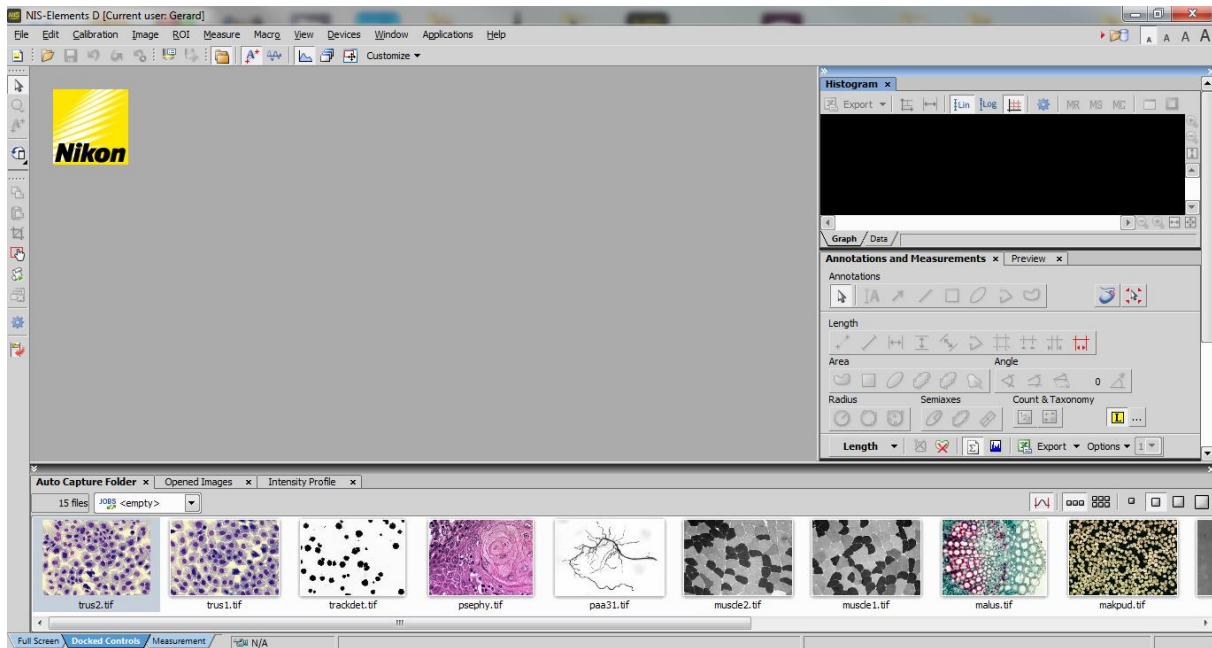 NIS-Elements D [Current user: Gerard]
File Edit Calibration Image ROI Measure Macro View Devices Window Applications Help
A A A A
Customize
Nikon
Histogram
Export Lin Log MR MS MC
Graph Data
Annotations and Measurements Preview
Annotations
Length
Area Angle
0
Radius Semiaxes Count & Taxonomy
L ...
Length Export Options 1
Auto Capture Folder Opened Images Intensity Profile
15 files JOBS <empty>
trus2.tif trus1.tif trackdet.tif psephy.tif paa31.tif muscle2.tif muscle1.tif malus.tif makpud.tif
Full Screen Docked Controls Measurement N/A